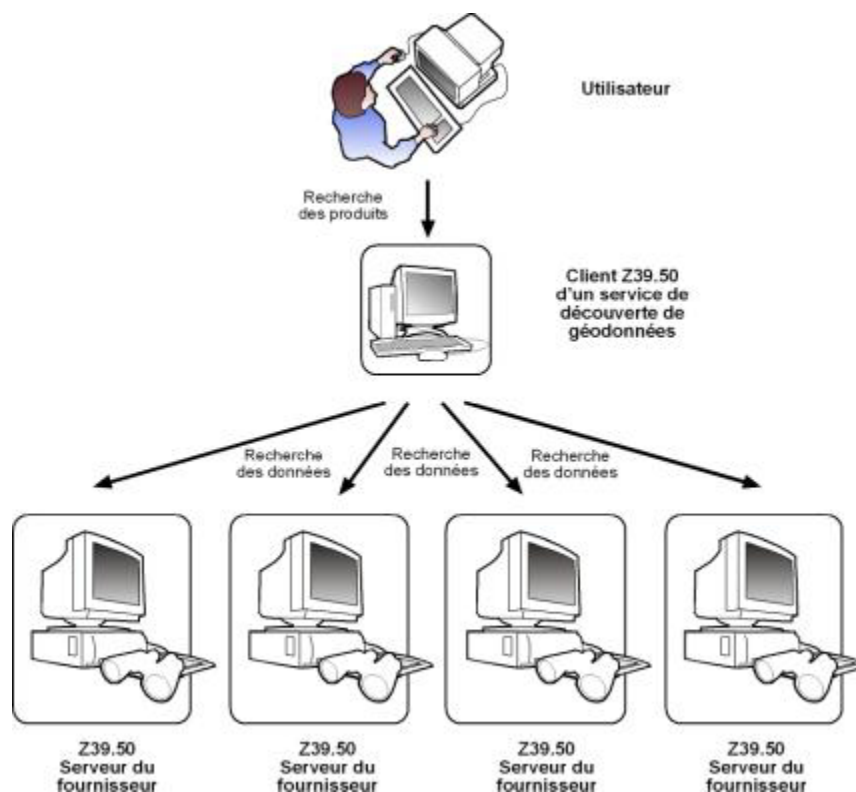 Utilisateur
Recherche
des produits
Client Z39.50
d'un service de
découverte de
géodonnées
Recherche
des données
Recherche
des données
Recherche
des données
Z39.50
Serveur du
fournisseur
Z39.50
Serveur du
fournisseur
Z39.50
Serveur du
fournisseur
Z39.50
Serveur du
fournisseur